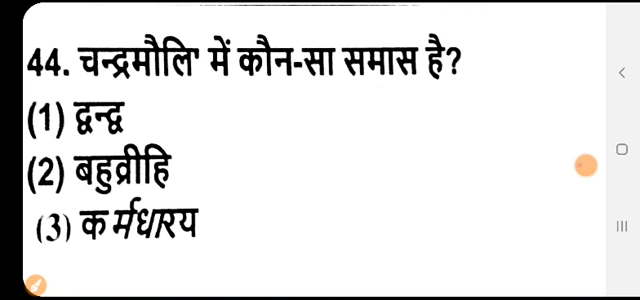 44. चन्द्रमौलि' में कौन-सा समास है?
(1) द्वन्द्व
(2) बहुव्रीहि
(3) कर्मधारय